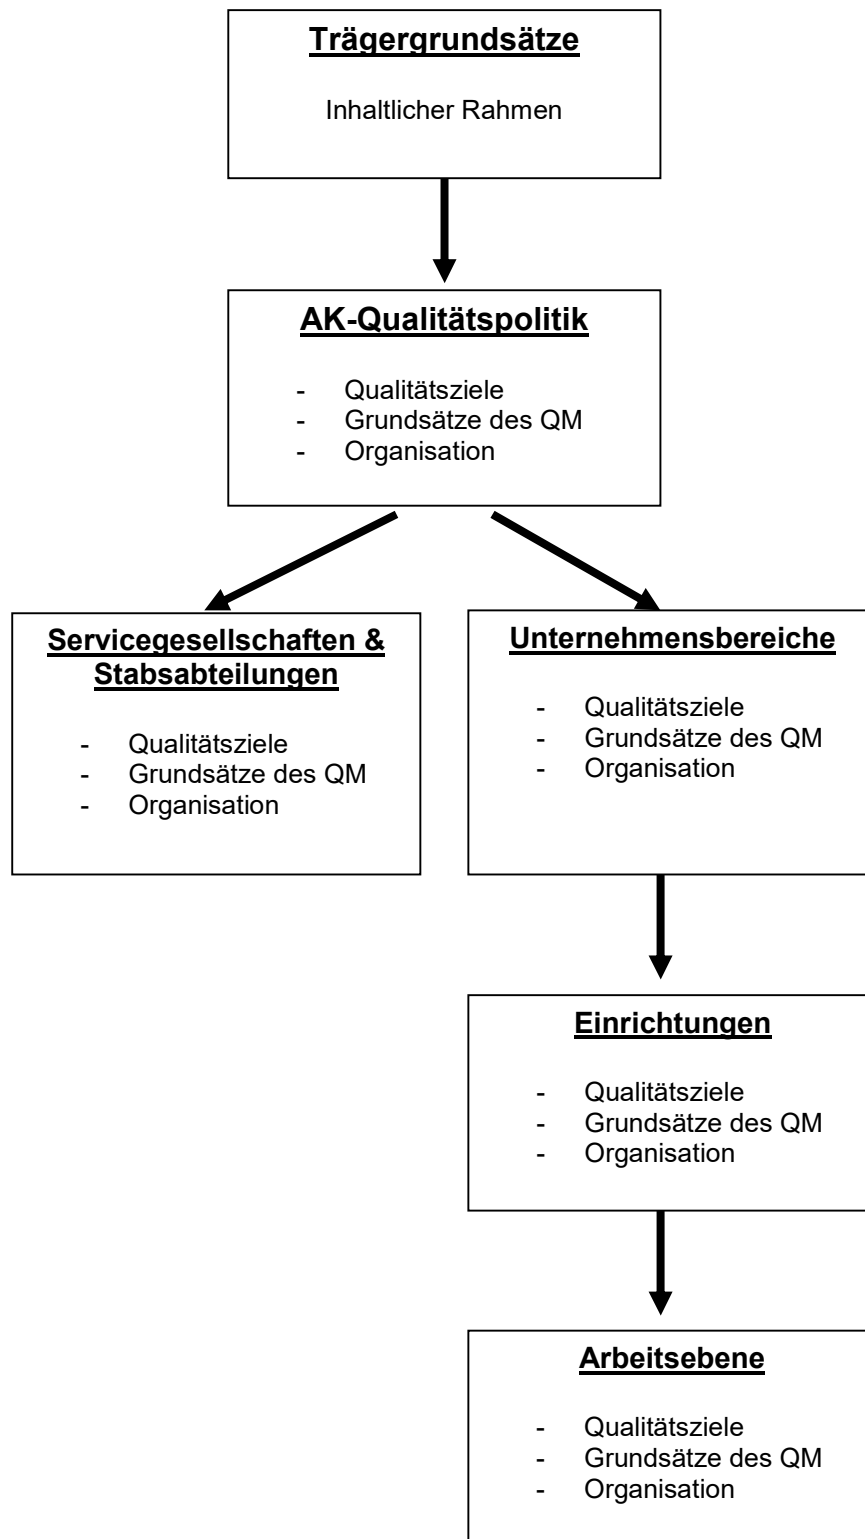 Trägergrundsätze
Inhaltlicher Rahmen
AK-Qualitätspolitik
- Qualitätsziele
- Grundsätze des QM
- Organisation
Servicegesellschaften &
Stabsabteilungen
- Qualitätsziele
- Grundsätze des QM
- Organisation
Unternehmensbereiche
- Qualitätsziele
- Grundsätze des QM
- Organisation
Einrichtungen
- Qualitätsziele
- Grundsätze des QM
- Organisation
Arbeitsebene
- Qualitätsziele
- Grundsätze des QM
- Organisation